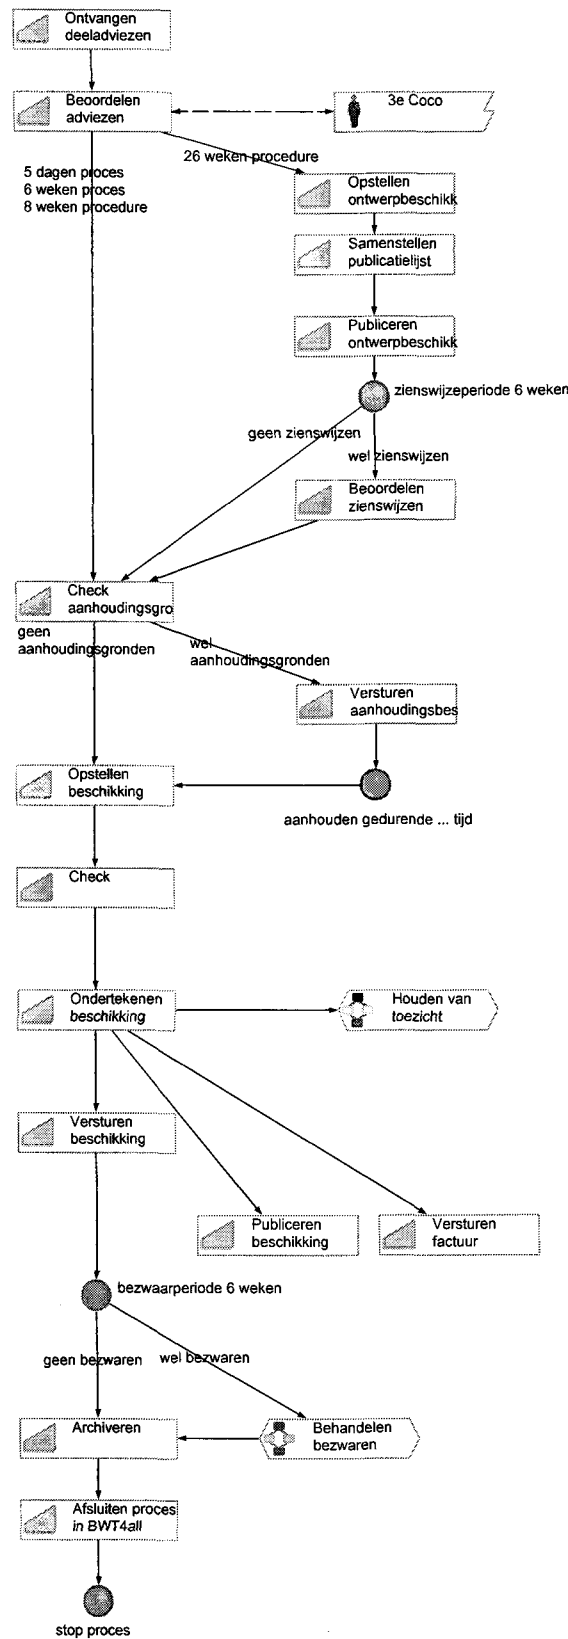 Ontvangen
deeladviezen
Beoordelen
adviezen
3e Coco
26 weken procedure
5 dagen proces
6 weken proces
8 weken procedure
Opstellen
ontwerpbeschikk
Samenstellen
publicatielijst
Publiceren
ontwerpbeschikk
zienswijzeperiode 6 weken
geen zienswijzen
wel zienswijzen
Beoordelen
zienswijzen
Check
aanhoudingsgro
geen
aanhoudingsgronden
wel
aanhoudingsgronden
Versturen
aanhoudingsbes
Opstellen
beschikking
aanhouden gedurende ... tijd
Check
Ondertekenen
beschikking
Houden van
toezicht
Versturen
beschikking
Publiceren
beschikking
Versturen
factuur
bezwaarperiode 6 weken
geen bezwaren
wel bezwaren
Archiveren
Behandelen
bezwaren
Afsluiten proces
in BWT4all
stop proces